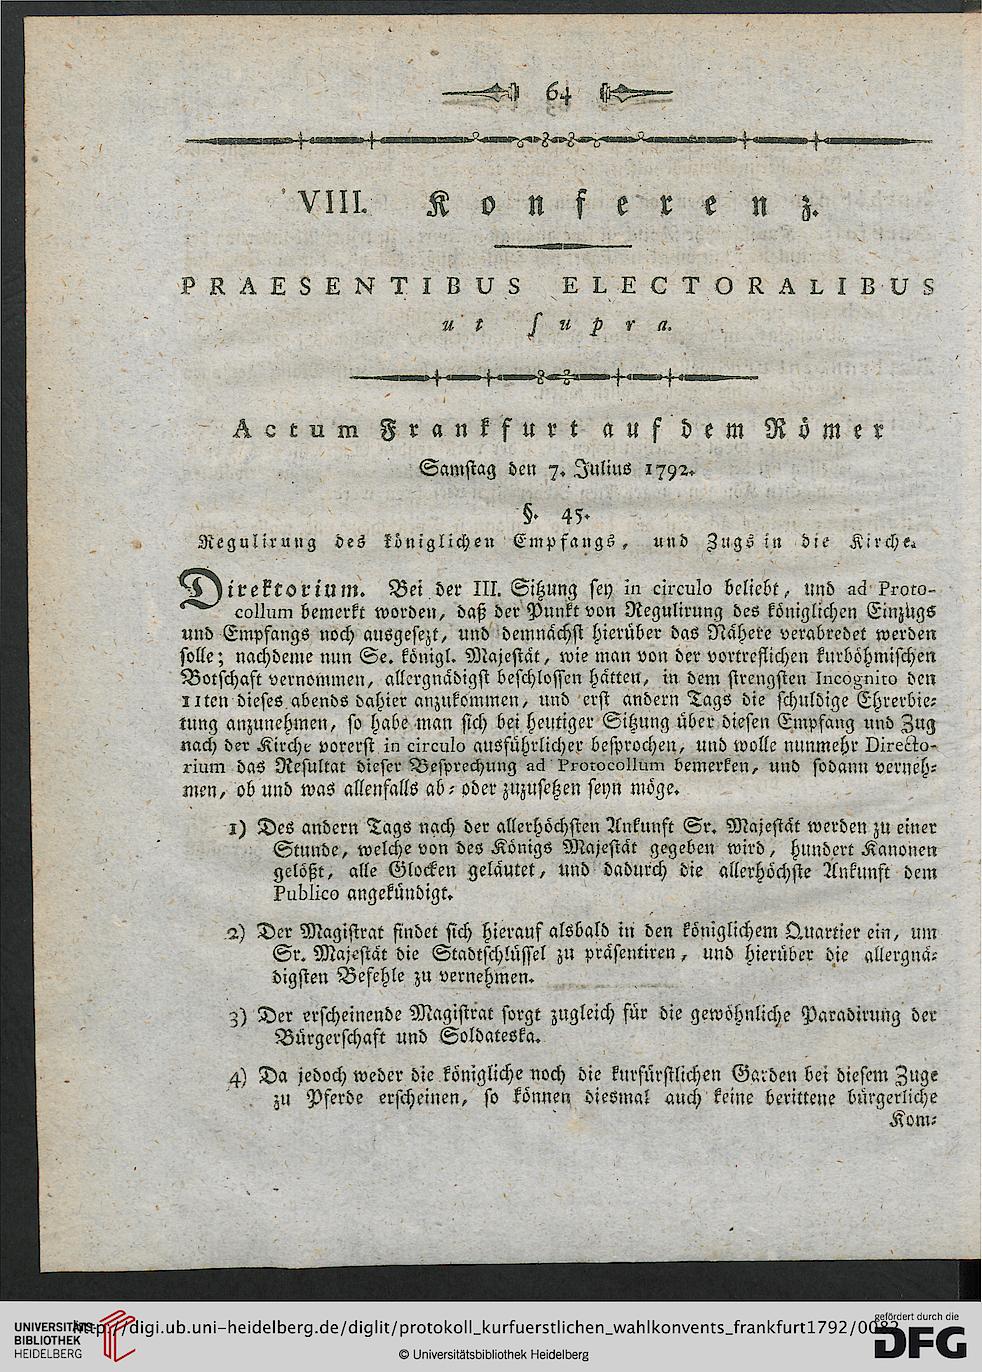 64
VIII. Konferenz.
PRAESENTIBUS ELECTORALIBUS
ut ſupra.
Actum Frankfurt auf dem Römer
Samſtag den 7. Julius 1792.
§. 45.
Regulirung des königlichen Empfangs, und Zugs in die Kirche.
Direktorium. Bei der III. Sitzung ſey in circulo beliebt, und ad Proto-
collum bemerkt worden, daß der Punkt von Regulirung des königlichen Einzugs
und Empfangs noch ausgeſezt, und demnächſt hierüber das Nähere verabredet werden
ſolle; nachdeme nun Se. königl. Majeſtät, wie man von der vortreflichen kurböhmiſchen
Botſchaft vernommen, allergnädigſt beſchloſſen hätten, in dem ſtrengſten Incognito den
11ten dieſes abends dahier anzukommen, und erſt andern Tags die ſchuldige Ehrerbie-
tung anzunehmen, ſo habe man ſich bei heutiger Sitzung über dieſen Empfang und Zug
nach der Kirche vorerſt in circulo ausführlicher beſprochen, und wolle nunmehr Directo-
rium das Reſultat dieſer Beſprechung ad Protocollum bemerken, und ſodann verneh-
men, ob und was allenfalls ab- oder zuzuſetzen ſeyn möge.
1) Des andern Tags nach der allerhöchſten Ankunft Sr. Majeſtät werden zu einer
Stunde, welche von des Königs Majeſtät gegeben wird, hundert Kanonen
gelößt, alle Glocken geläutet, und dadurch die allerhöchſte Ankunft dem
Publico angekündigt.
2) Der Magiſtrat findet ſich hierauf alsbald in den königlichem Quartier ein, um
Sr. Majeſtät die Stadtſchlüſſel zu präſentiren, und hierüber die allergnä-
digſten Befehle zu vernehmen.
3) Der erſcheinende Magiſtrat ſorgt zugleich für die gewöhnliche Paradirung der
Bürgerſchaft und Soldateska.
4) Da jedoch weder die königliche noch die kurfürſtlichen Garden bei dieſem Zuge
zu Pferde erſcheinen, ſo können diesmal auch keine berittene bürgerliche
Kom-
UNIVERSITÄTS-
BIBLIOTHEK
HEIDELBERG
http://digi.ub.uni-heidelberg.de/diglit/protokoll_kurfuerstlichen_wahlkonvents_frankfurt1792/0082
© Universitätsbibliothek Heidelberg
gefördert durch die
DFG